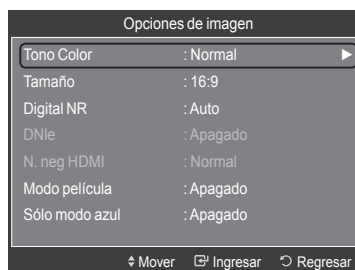 Opciones de imagen
Tono Color : Normal
Tamaño : 16:9
Digital NR : Auto
DNIe : Apagado
N. neg HDMI : Normal
Modo película : Apagado
Sólo modo azul : Apagado
Mover Ingresar Regresar